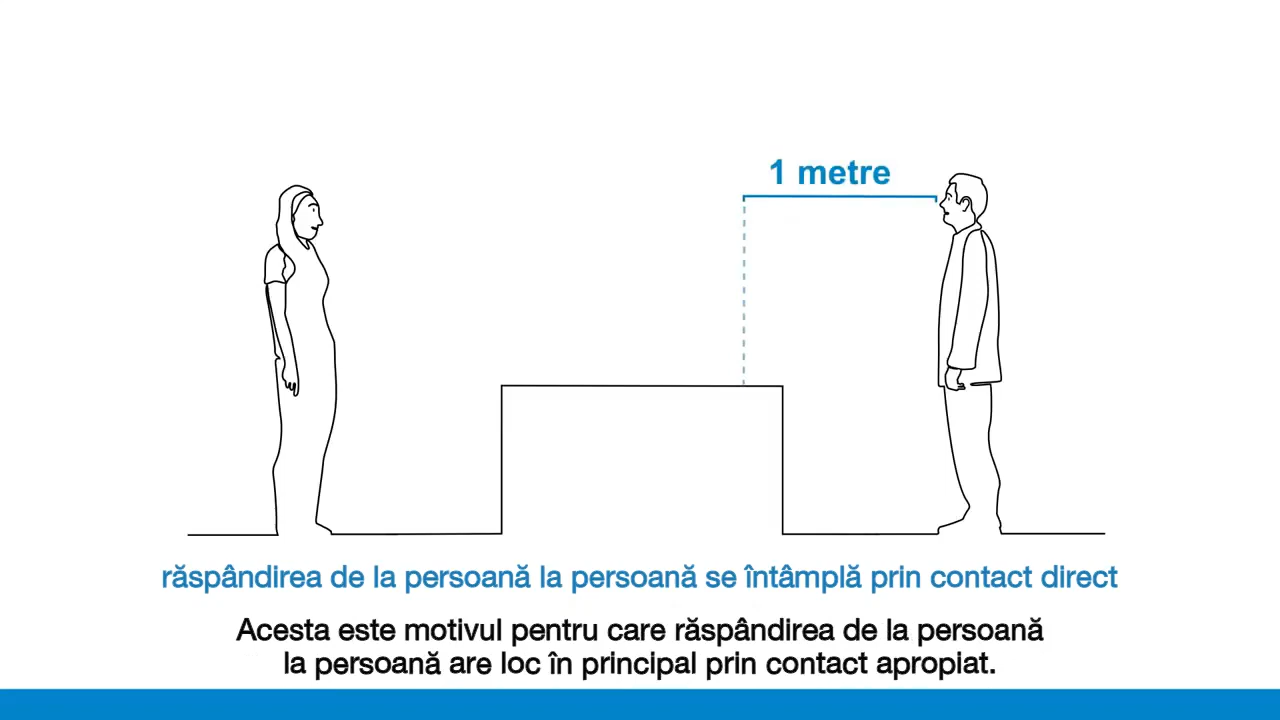 1 metre
răspândirea de la persoană la persoană se întâmplă prin contact direct
Acesta este motivul pentru care răspândirea de la persoană
la persoană are loc în principal prin contact apropiat.